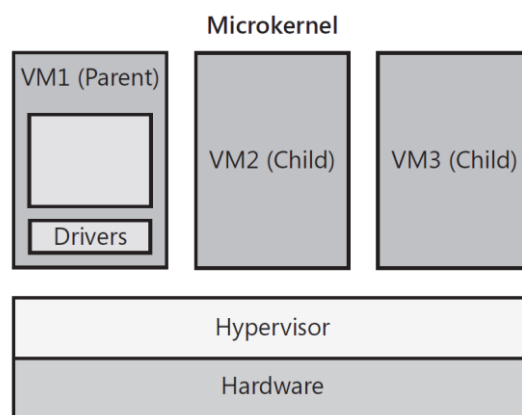 Microkernel
VM1 (Parent)
Drivers
VM2 (Child)
VM3 (Child)
Hypervisor
Hardware